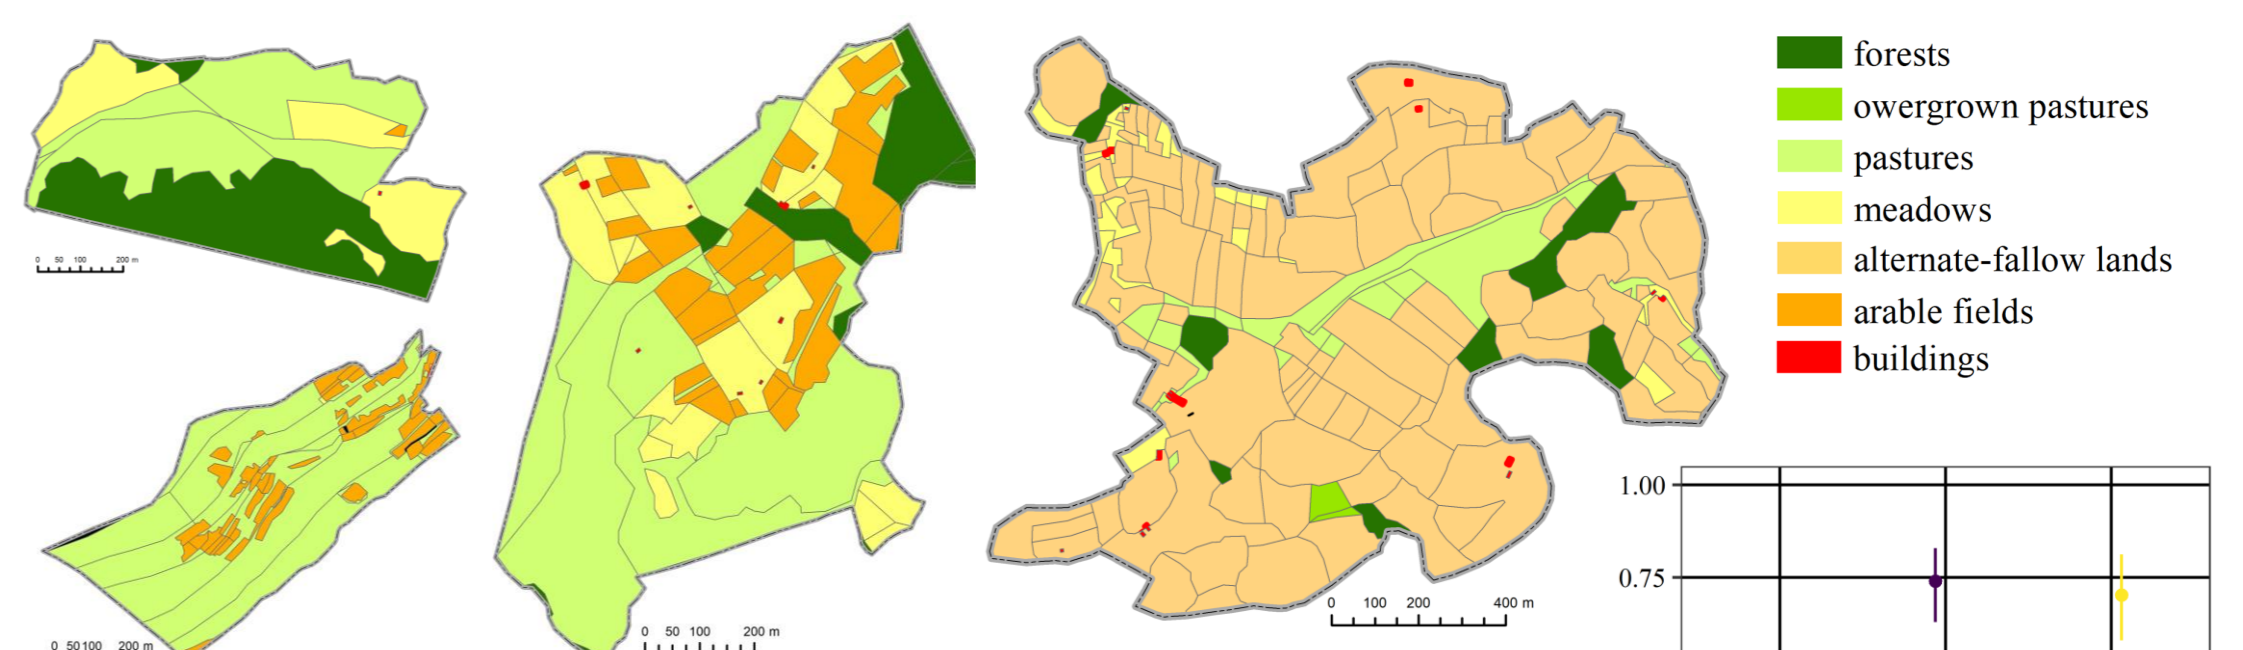 0 50 100 200 m
0 50 100 200 m
0 50 100 200 m
0 100 200 400 m
forests
owergrown pastures
pastures
meadows
alternate-fallow lands
arable fields
buildings
1.00
0.75